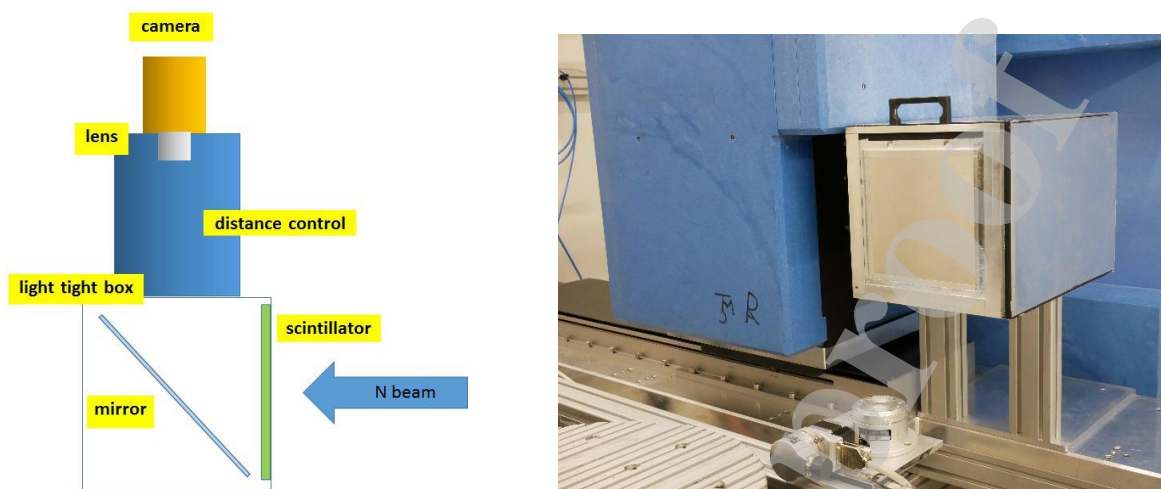 camera
lens
distance control
light tight box
scintillator
mirror
N beam